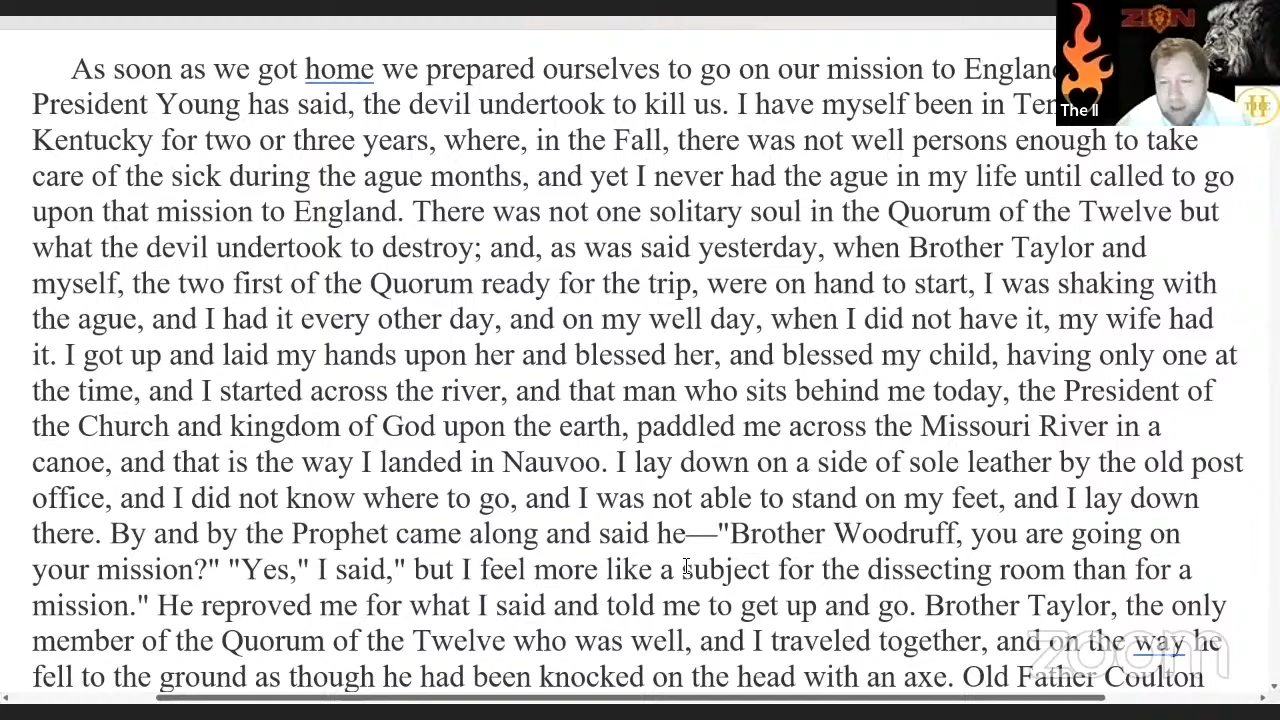 As soon as we got home we prepared ourselves to go on our mission to England
President Young has said, the devil undertook to kill us. I have myself been in
Kentucky for two or three years, where, in the Fall, there was not well persons enough to take
care of the sick during the ague months, and yet I never had the ague in my life until called to go
upon that mission to England. There was not one solitary soul in the Quorum of the Twelve but
what the devil undertook to destroy; and, as was said yesterday, when Brother Taylor and
myself, the two first of the Quorum ready for the trip, were on hand to start, I was shaking with
the ague, and I had it every other day, and on my well day, when I did not have it, my wife had
it. I got up and laid my hands upon her and blessed her, and blessed my child, having only one at
the time, and I started across the river, and that man who sits behind me today, the President of
the Church and kingdom of God upon the earth, paddled me across the Missouri River in a
canoe, and that is the way I landed in Nauvoo. I lay down on a side of sole leather by the old post
office, and I did not know where to go, and I was not able to stand on my feet, and I lay down
there. By and by the Prophet came along and said he—"Brother Woodruff, you are going on
your mission?" "Yes," I said," but I feel more like a subject for the dissecting room than for a
mission." He reproved me for what I said and told me to get up and go. Brother Taylor, the only
member of the Quorum of the Twelve who was well, and I traveled together, and on the way he
fell to the ground as though he had been knocked on the head with an axe. Old Father Coulton
ZION
The II
zoom